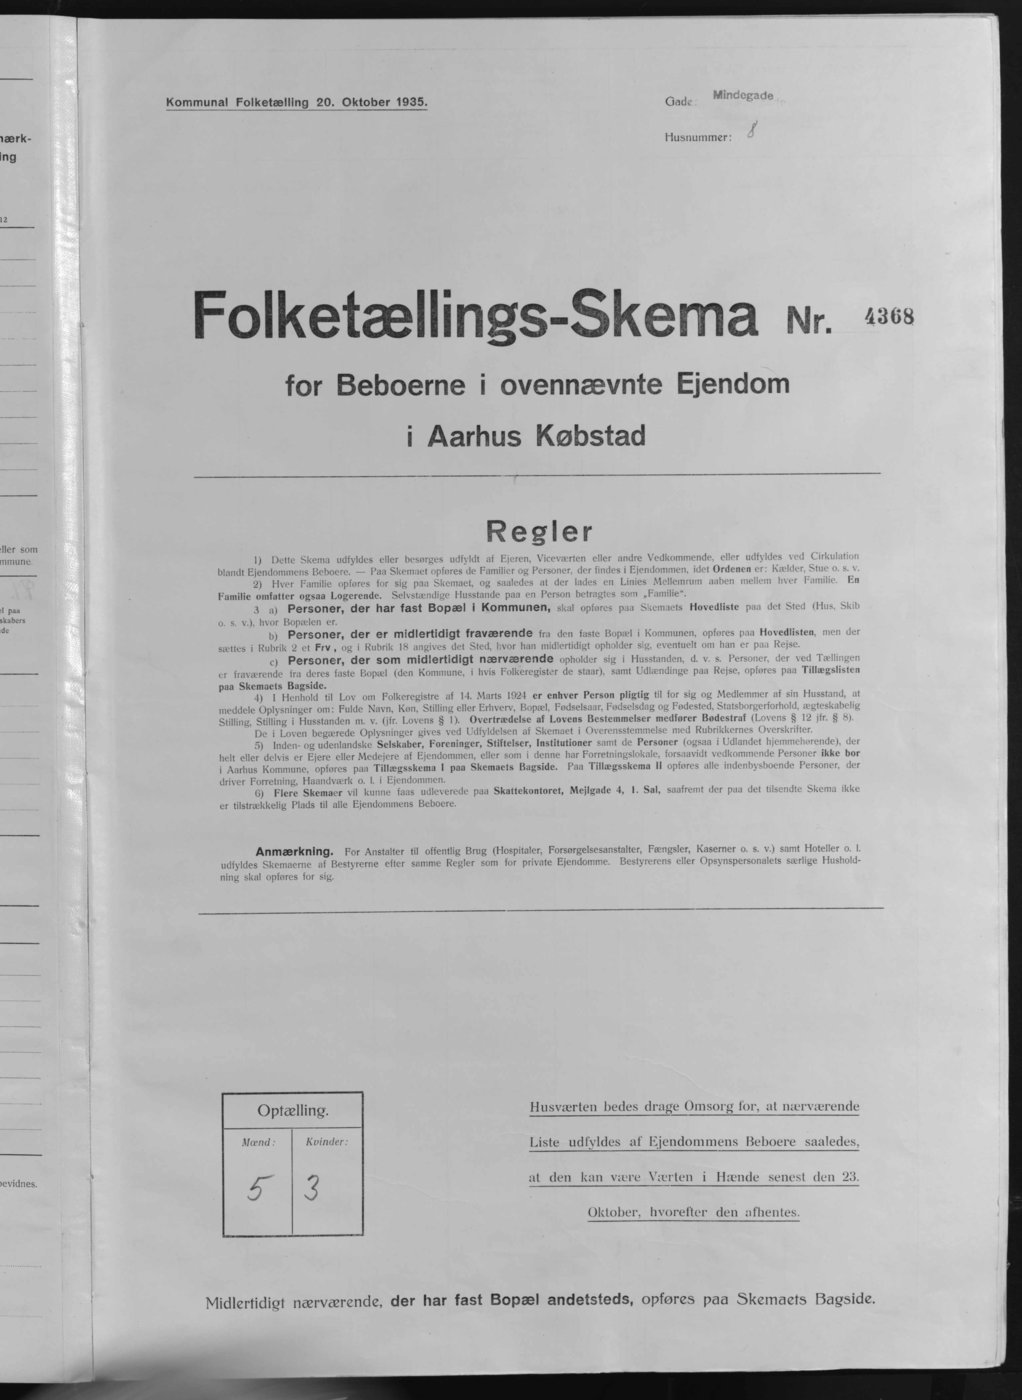 Kommunal Folketælling 20. Oktober 1935.
Gade: Mindegade
Husnummer: 8
Folketællings-Skema Nr. 4368
for Beboerne i ovennævnte Ejendom
i Aarhus Købstad
Regler
1) Dette Skema udfyldes eller besørges udfyldt af Ejeren, Viceværten eller andre Vedkommende, eller udfyldes ved Cirkulation
blandt Ejendommens Beboere. — Paa Skemaet opføres de Familier og Personer, der findes i Ejendommen, idet Ordenen er: Kælder, Stue o. s. v.
2) Hver Familie opføres for sig paa Skemaet, og saaledes at der lades en Linies Mellemrum aaben mellem hver Familie. En
Familie omfatter ogsaa Logerende. Selvstændige Husstande paa en Person betragtes som „Familie".
3 a) Personer, der har fast Bopæl i Kommunen, skal opføres paa Skemaets Hovedliste paa det Sted (Hus, Skib
o. s. v.), hvor Bopælen er.
b) Personer, der er midlertidigt fraværende fra den faste Bopæl i Kommunen, opføres paa Hovedlisten, men der
sættes i Rubrik 2 et Frv., og i Rubrik 18 angives det Sted, hvor han midlertidigt opholder sig, eventuelt om han er paa Rejse.
c) Personer, der som midlertidigt nærværende opholder sig i Husstanden, d. v. s. Personer, der ved Tællingen
er fraværende fra deres faste Bopæl (den Kommune, i hvis Folkeregister de staar), samt Udlændinge paa Rejse, opføres paa Tillægslisten
paa Skemaets Bagside.
4) I Henhold til Lov om Folkeregistre af 14. Marts 1924 er enhver Person pligtig til for sig og Medlemmer af sin Husstand, at
meddele Oplysninger om: Fulde Navn, Køn, Stilling eller Erhverv, Bopæl, Fødselsaar, Fødselsdag og Fødested, Statsborgerforhold, ægteskabelig
Stilling, Stilling i Husstanden m. v. (jfr. Lovens § 1). Overtrædelse af Lovens Bestemmelser medfører Bødestraf (Lovens § 12 jfr. § 8).
De i Loven begærede Oplysninger gives ved Udfyldelsen af Skemaet i Overensstemmelse med Rubrikkernes Overskrifter.
5) Inden- og udenlandske Selskaber, Foreninger, Stiftelser, Institutioner samt de Personer (ogsaa i Udlandet hjemmehørende), der
helt eller delvis er Ejere eller Medejere af Ejendommen, eller som i denne har Forretningslokale, forsaavidt vedkommende Personer ikke bor
i Aarhus Kommune, opføres paa Tillægsskema I paa Skemaets Bagside. Paa Tillægsskema II opføres alle indenbysboende Personer, der
driver Forretning, Haandværk o. l. i Ejendommen.
6) Flere Skemaer vil kunne faas udleverede paa Skattekontoret, Mejlgade 4, 1. Sal, saafremt der paa det tilsendte Skema ikke
er tilstrækkelig Plads til alle Ejendommens Beboere.
Anmærkning. For Anstalter til offentlig Brug (Hospitaler, Forsørgelsesanstalter, Fængsler, Kaserner o. s. v.) samt Hoteller o. l.
udfyldes Skemaerne af Bestyrerne efter samme Regler som for private Ejendomme. Bestyrerens eller Opsynspersonalets særlige Hushold-
ning skal opføres for sig.
Optælling.
Mænd: Kvinder:
5 3
Husværten bedes drage Omsorg for, at nærværende
Liste udfyldes af Ejendommens Beboere saaledes,
at den kan være Værten i Hænde senest den 23.
Oktober, hvorefter den afhentes.
Midlertidigt nærværende, der har fast Bopæl andetsteds, opføres paa Skemaets Bagside.